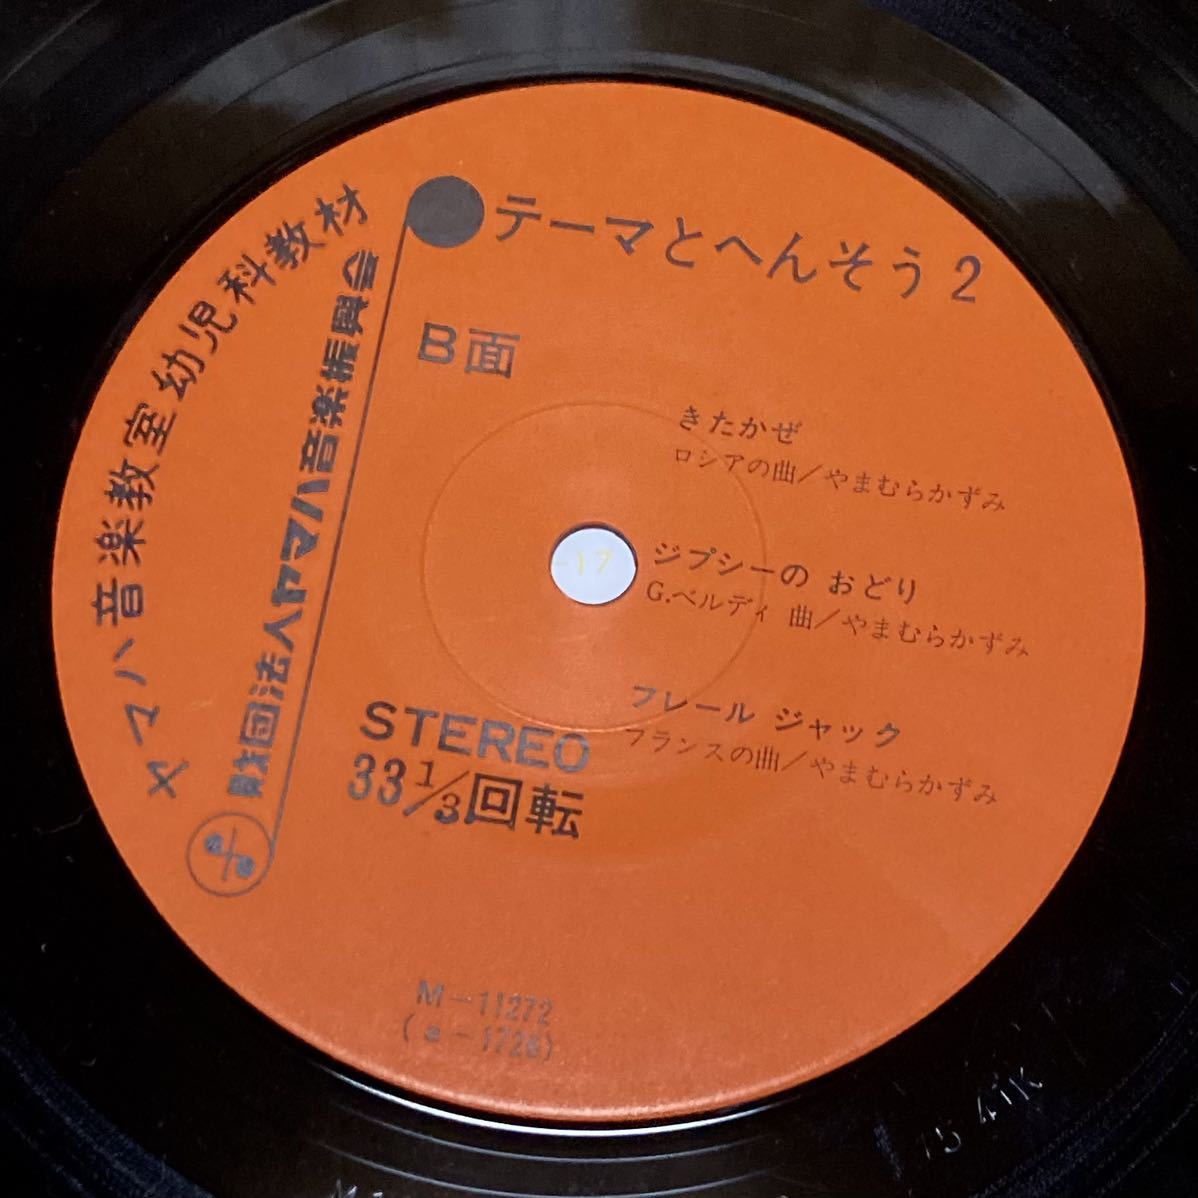 ヤマハ音楽教室幼児科教材
財団法人ヤマハ音楽振興会
テーマとへんそう 2
B面
きたかぜ
ロシアの曲/やまむらかずみ
-17
ジプシーの おどり
G.ベルディ 曲/やまむらかずみ
フレール ジャック
フランスの曲/やまむらかずみ
STEREO
33 1/3回転
M-11272
(a-1726)